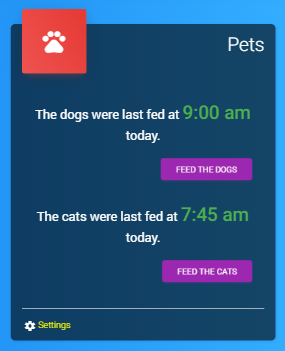 Pets
The dogs were last fed at 9:00 am
today.
FEED THE DOGS
The cats were last fed at 7:45 am
today.
FEED THE CATS
Settings